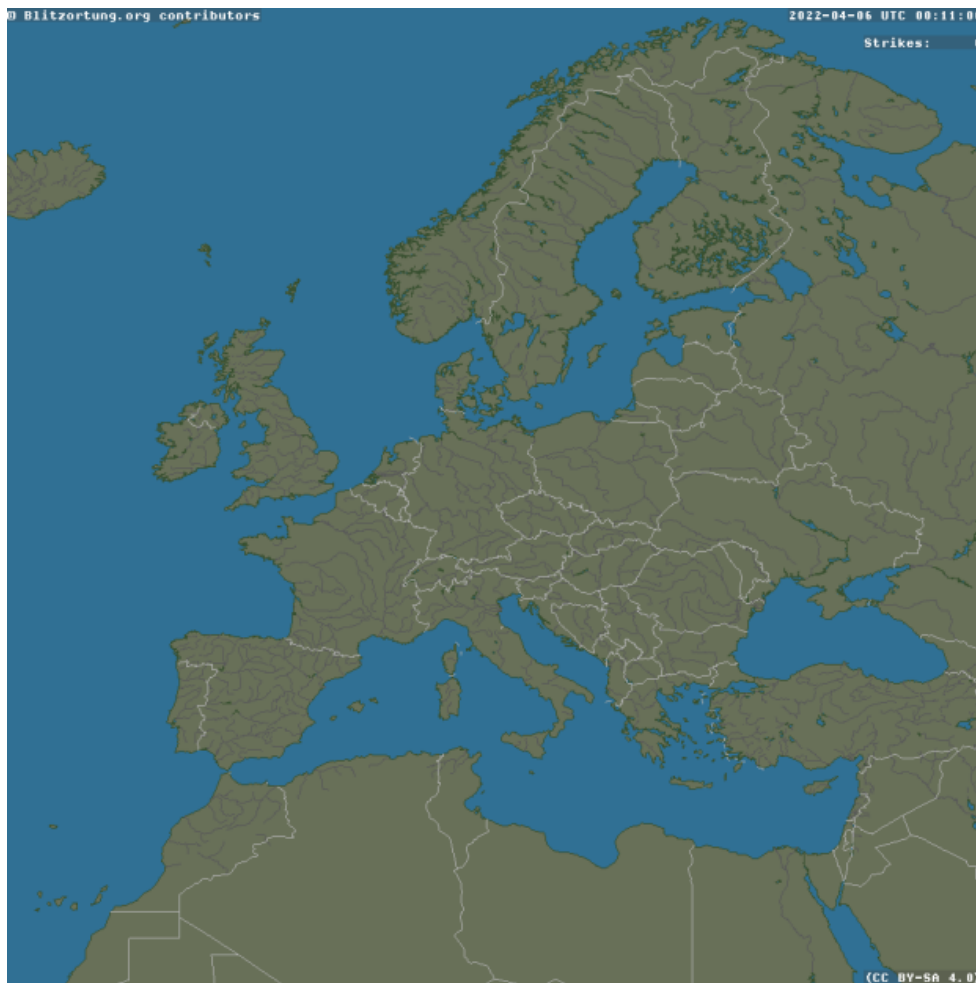 © Blitzortung.org contributors
2022-04-06 UTC 00:11:0
Strikes:
(CC BY-SA 4.0)